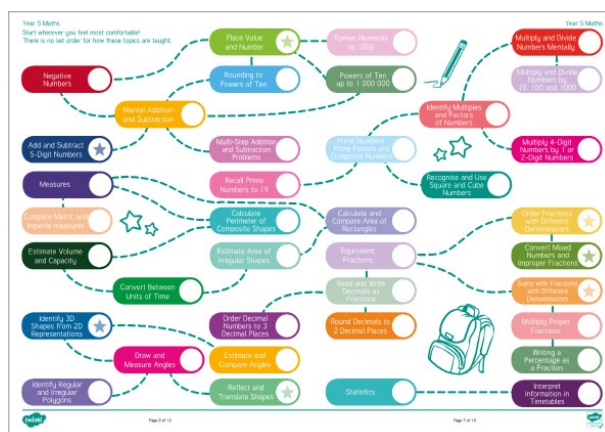 Year 5 Maths
Start wherever you feel most comfortable!
There is no set order for how these topics are taught.
Year 5 Maths
Place Value
and Number
Roman Numerals
to 1000
Multiply and Divide
Numbers Mentally
Negative
Numbers
Rounding to
Powers of Ten
Powers of Ten
up to 1 000 000
Multiply and Divide
Numbers by
10, 100 and 1000
Mental Addition
and Subtraction
Identify Multiples
and Factors
of Numbers
Add and Subtract
5-Digit Numbers
Multi-Step Addition
and Subtraction
Problems
Prime Numbers,
Prime Factors and
Composite Numbers
Multiply 4-Digit
Numbers by 1 or
2-Digit Numbers
Measures
Recall Prime
Numbers to 19
Recognise and Use
Square and Cube
Numbers
Compare Metric and
Imperial measures
Calculate
Perimeter of
Composite Shapes
Calculate and
Compare Area of
Rectangles
Order Fractions
with Different
Denominators
Estimate Volume
and Capacity
Estimate Area of
Irregular Shapes
Equivalent
Fractions
Convert Mixed
Numbers and
Improper Fractions
Convert Between
Units of Time
Read and Write
Decimals as
Fractions
Sums with Fractions
with Different
Denominators
Identify 3D
Shapes from 2D
Representations
Order Decimal
Numbers to 3
Decimal Places
Round Decimals to
2 Decimal Places
Multiply Proper
Fractions
Draw and
Measure Angles
Estimate and
Compare Angles
Writing a
Percentage as
a Fraction
Identify Regular
and Irregular
Polygons
Reflect and
Translate Shapes
Statistics
Interpret
Information in
Timetables
twinkl
Page 6 of 13
Page 7 of 13